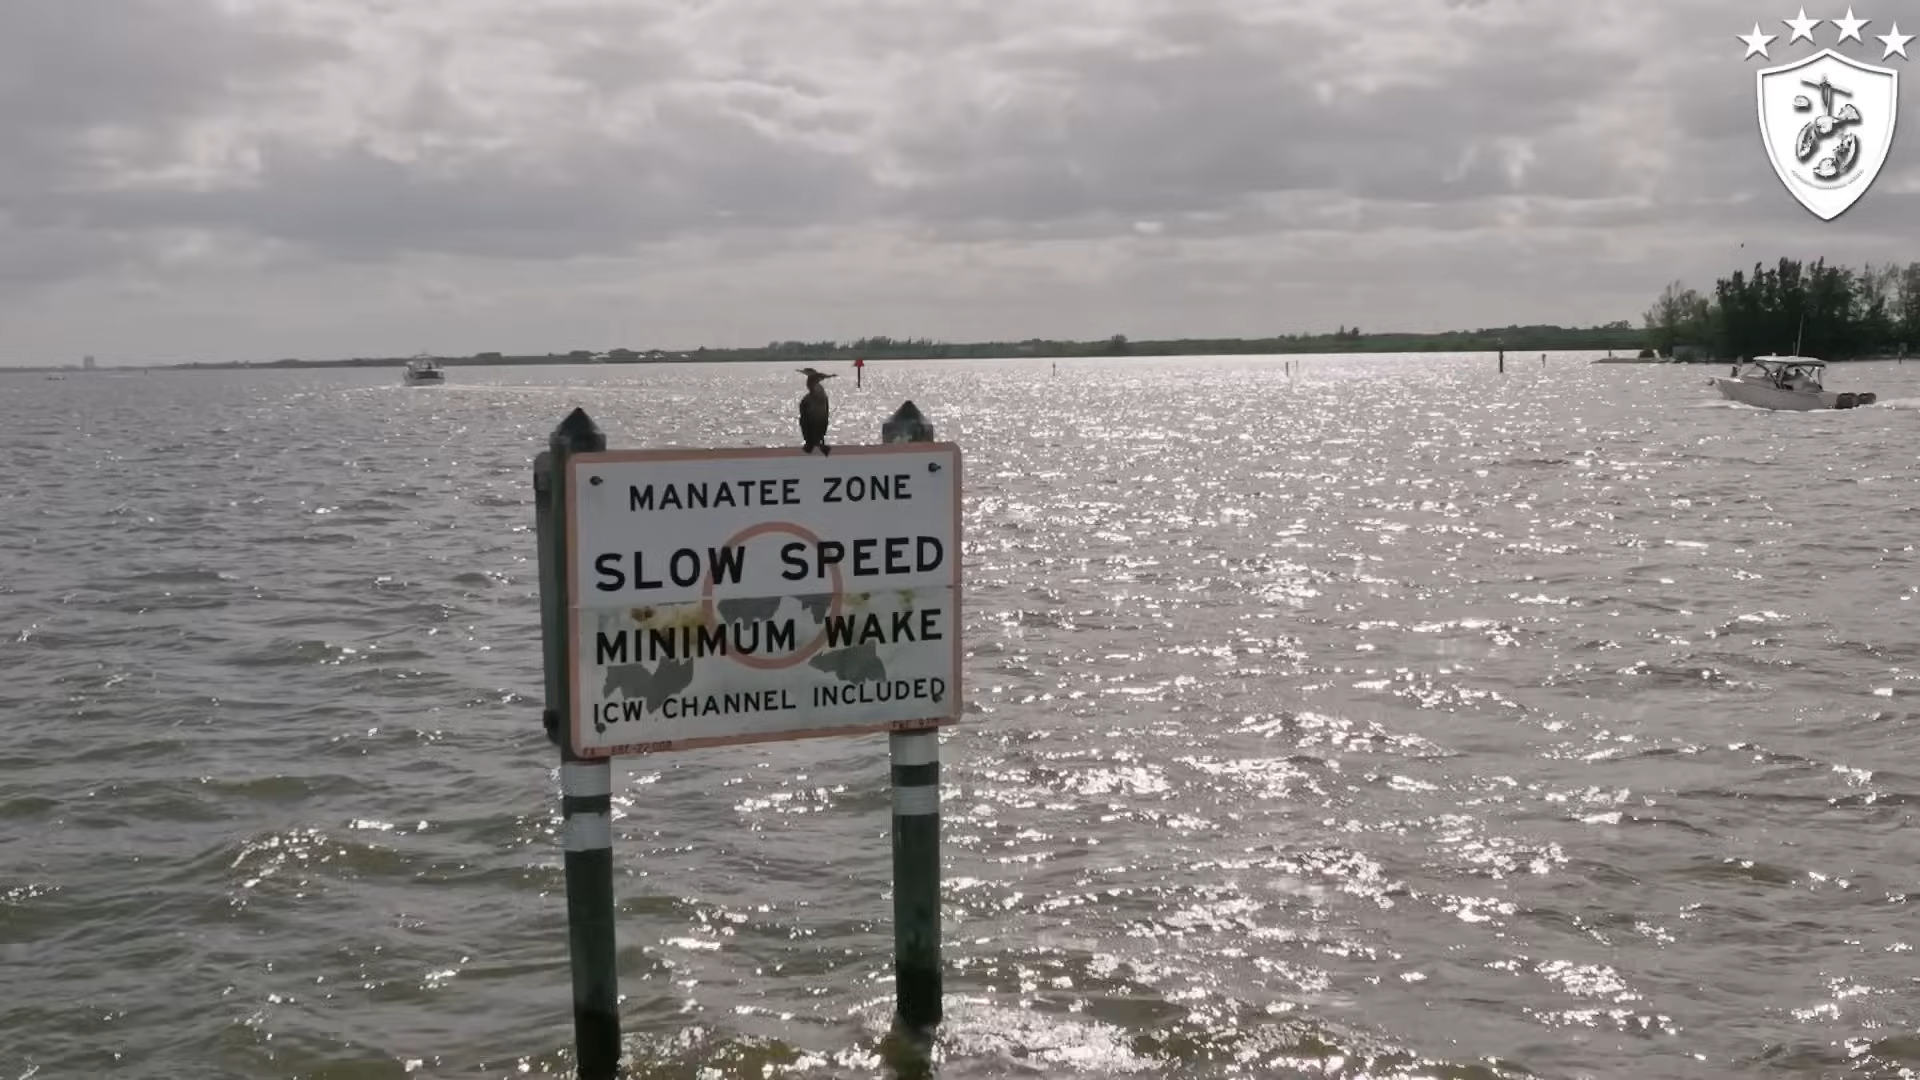 MANATEE ZONE
SLOW SPEED
MINIMUM WAKE
ICW CHANNEL INCLUDED